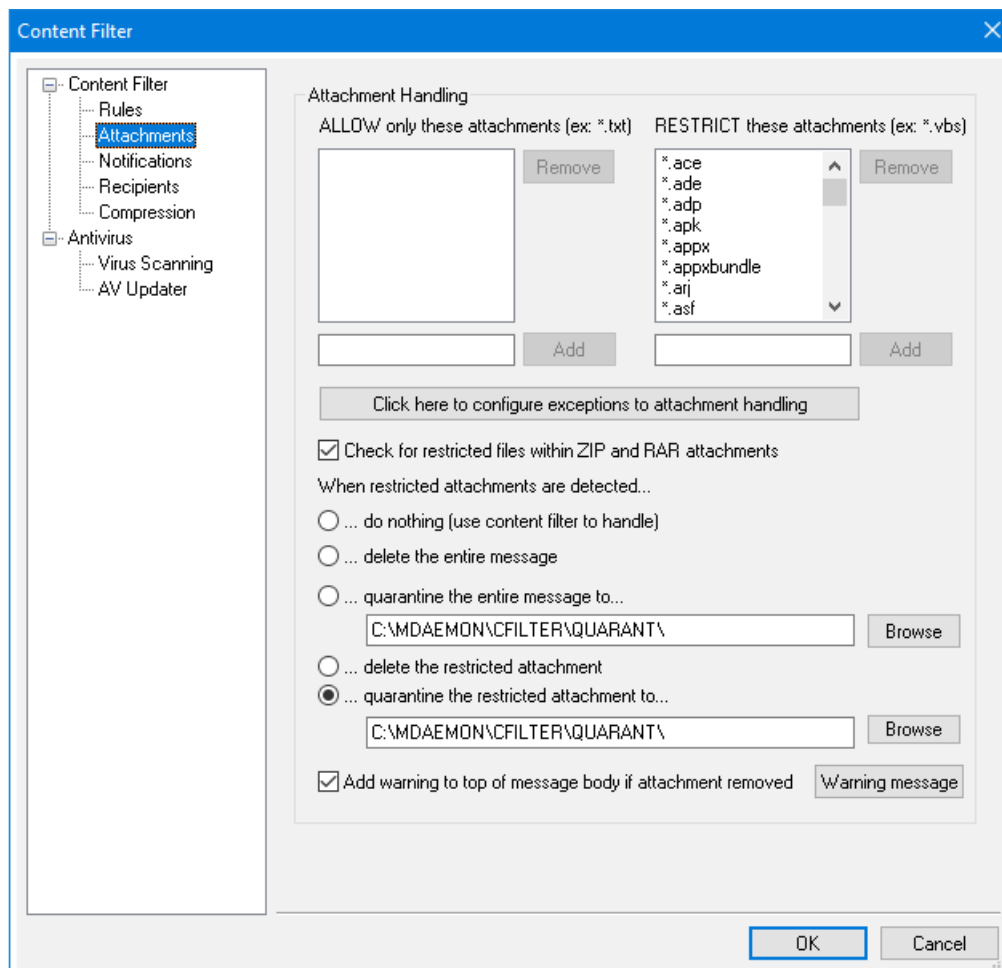 Content Filter
Content Filter
Rules
Attachments
Notifications
Recipients
Compression
Antivirus
Virus Scanning
AV Updater
Attachment Handling
ALLOW only these attachments (ex: *.txt)
RESTRICT these attachments (ex: *.vbs)
Remove
*.ace
*.ade
*.adp
*.apk
*.appx
*.appxbundle
*.arj
*.asf
Remove
Add
Add
Click here to configure exceptions to attachment handling
Check for restricted files within ZIP and RAR attachments
When restricted attachments are detected...
... do nothing (use content filter to handle)
... delete the entire message
... quarantine the entire message to...
C:\MDAEMON\CFILTER\QUARANT\
Browse
... delete the restricted attachment
... quarantine the restricted attachment to...
C:\MDAEMON\CFILTER\QUARANT\
Browse
Add warning to top of message body if attachment removed
Warning message
OK
Cancel